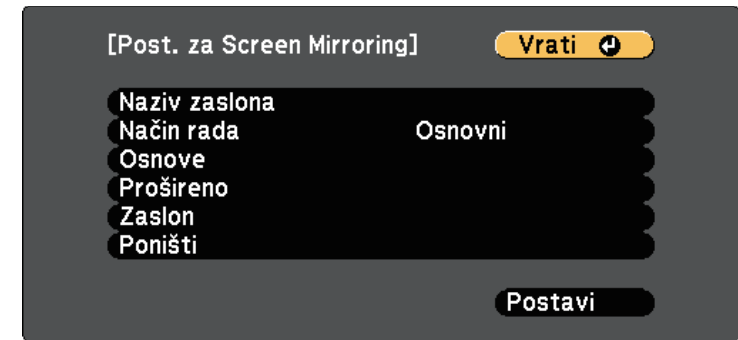 [Post. za Screen Mirroring] Vrati
Naziv zaslona
Način rada Osnovni
Osnove
Prošireno
Zaslon
Poništi
Postavi